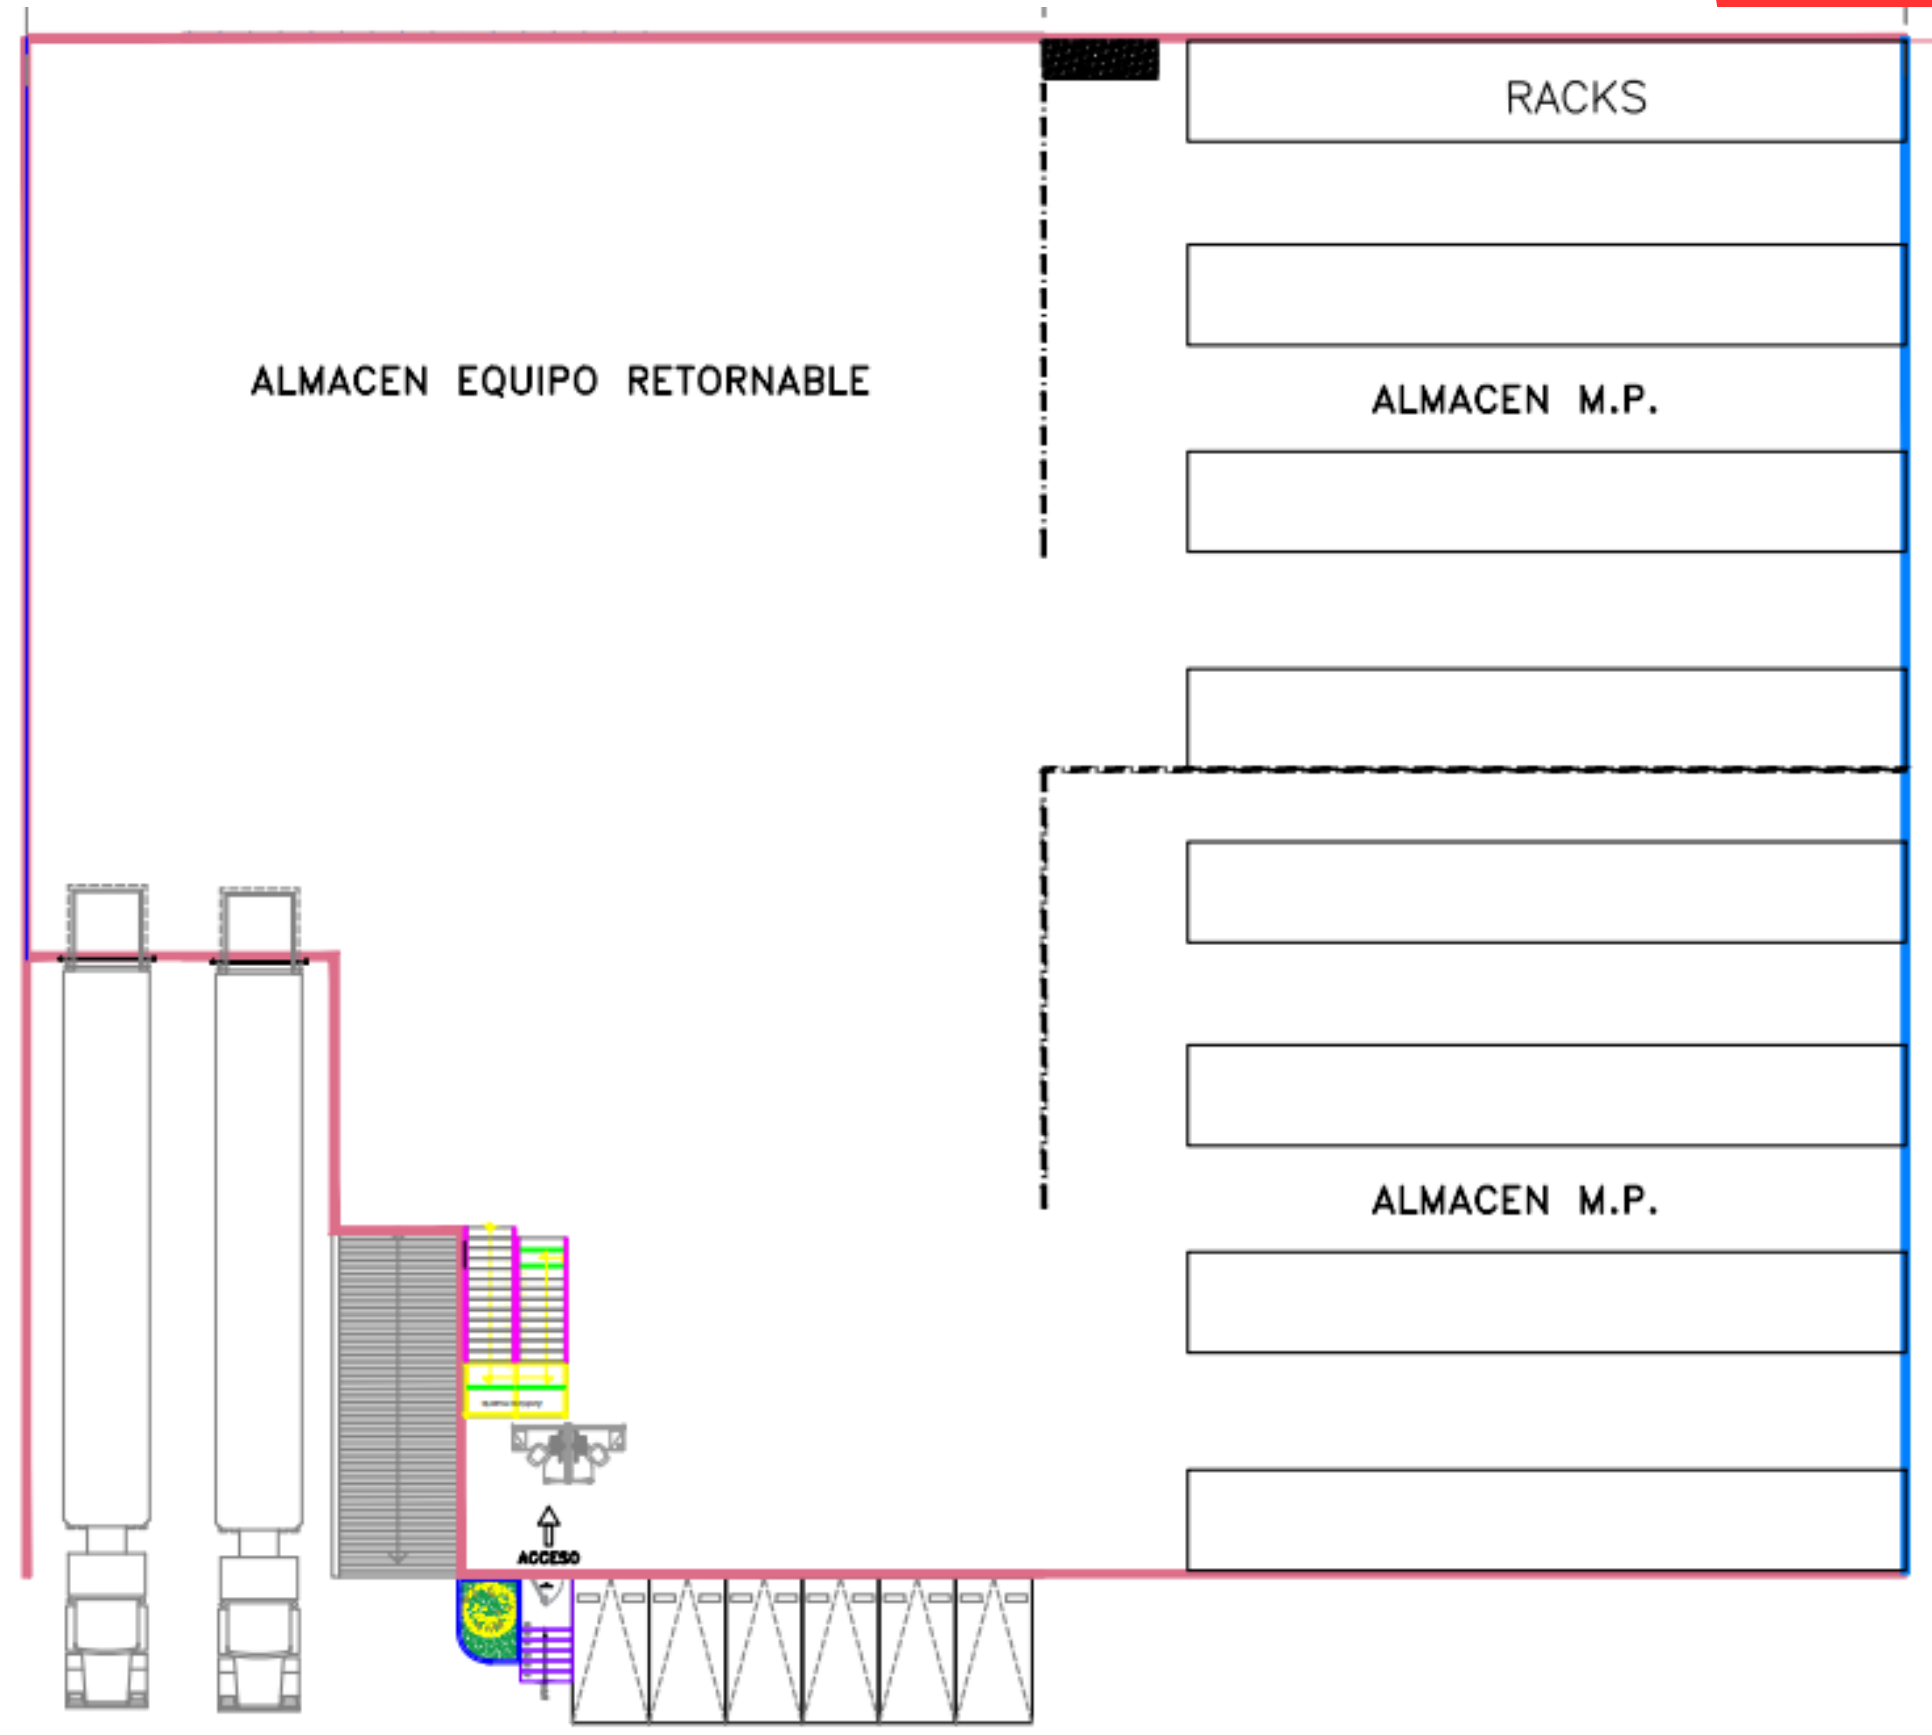 RACKS
ALMACEN EQUIPO RETORNABLE
ALMACEN M.P.
ALMACEN M.P.
ACCESO